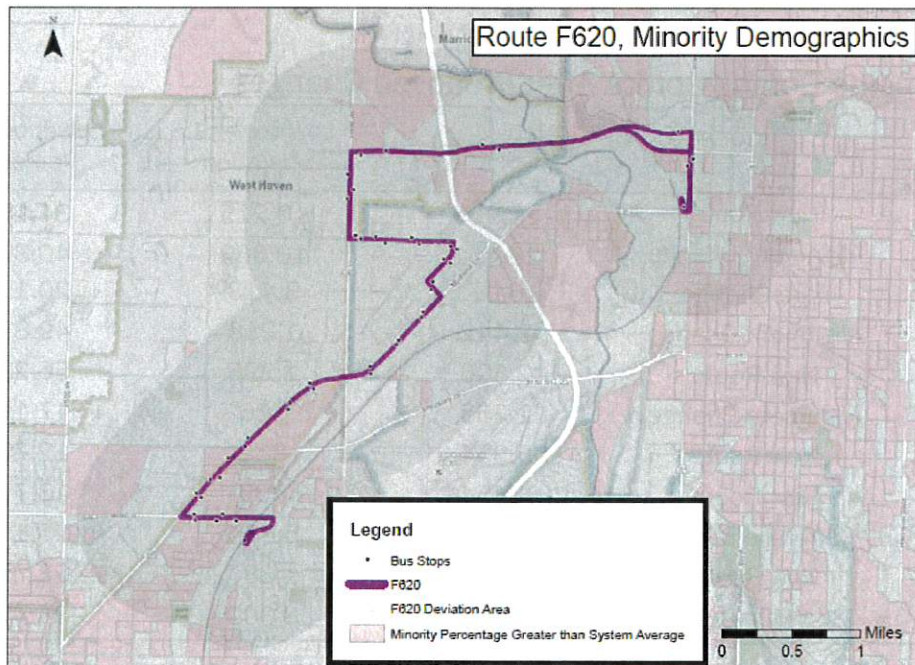 Route F620, Minority Demographics
N
West Haven
Legend
Bus Stops
F620
F620 Deviation Area
Minority Percentage Greater than System Average
Miles
0 0.5 1